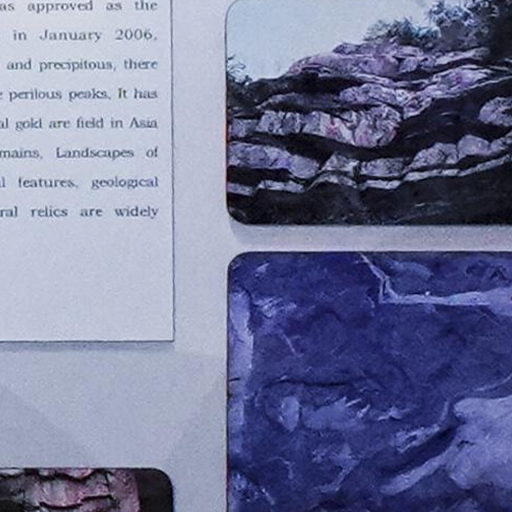 as approved as the
in January 2006,
and precipitous, there
perilous peaks. It has
al gold are field in Asia
mains. Landscapes of
l features, geological
ral relics are widely